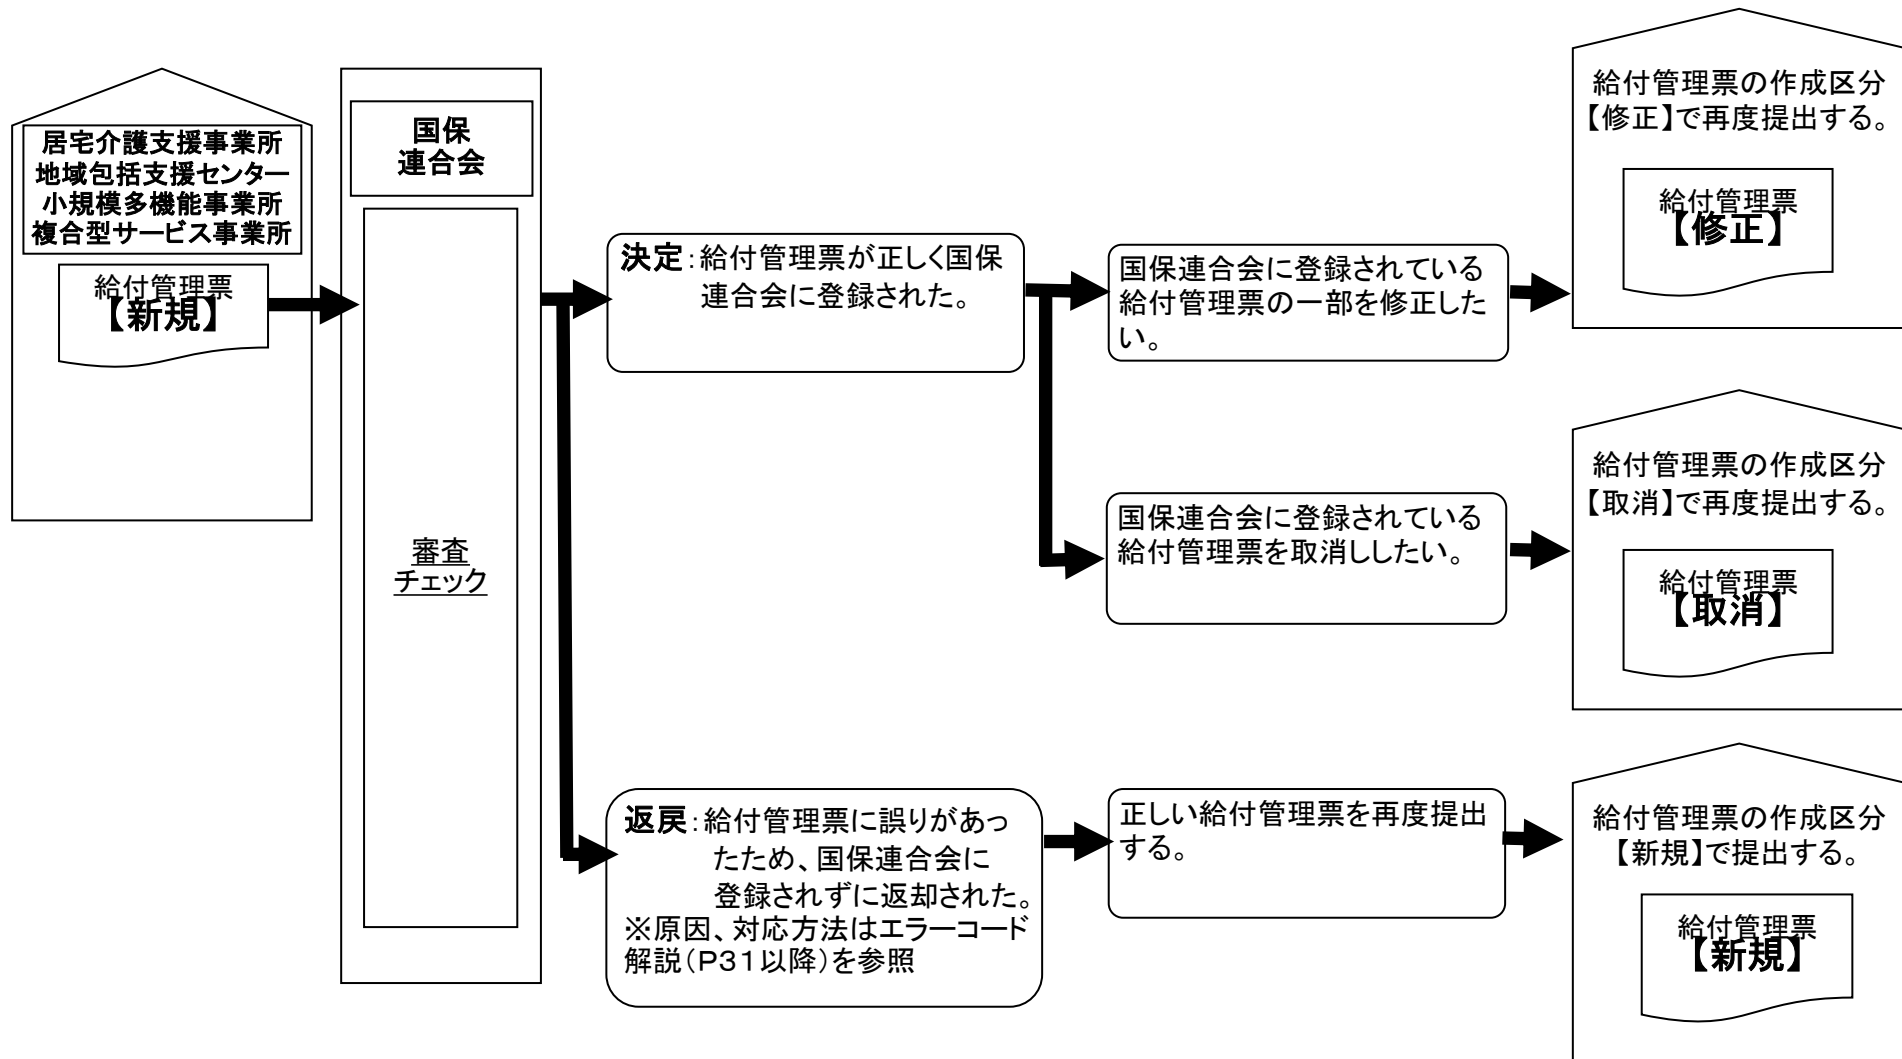 居宅介護支援事業所
地域包括支援センター
小規模多機能事業所
複合型サービス事業所
給付管理票
【新規】
国保
連合会
審査
チェック
決定：給付管理票が正しく国保
連合会に登録された。
返戻：給付管理票に誤りがあっ
たため、国保連合会に
登録されずに返却された。
※原因、対応方法はエラーコード
解説（P３１以降）を参照
国保連合会に登録されている
給付管理票の一部を修正した
い。
国保連合会に登録されている
給付管理票を取消ししたい。
正しい給付管理票を再度提出
する。
給付管理票の作成区分
【修正】で再度提出する。
給付管理票
【修正】
給付管理票の作成区分
【取消】で再度提出する。
給付管理票
【取消】
給付管理票の作成区分
【新規】で提出する。
給付管理票
【新規】